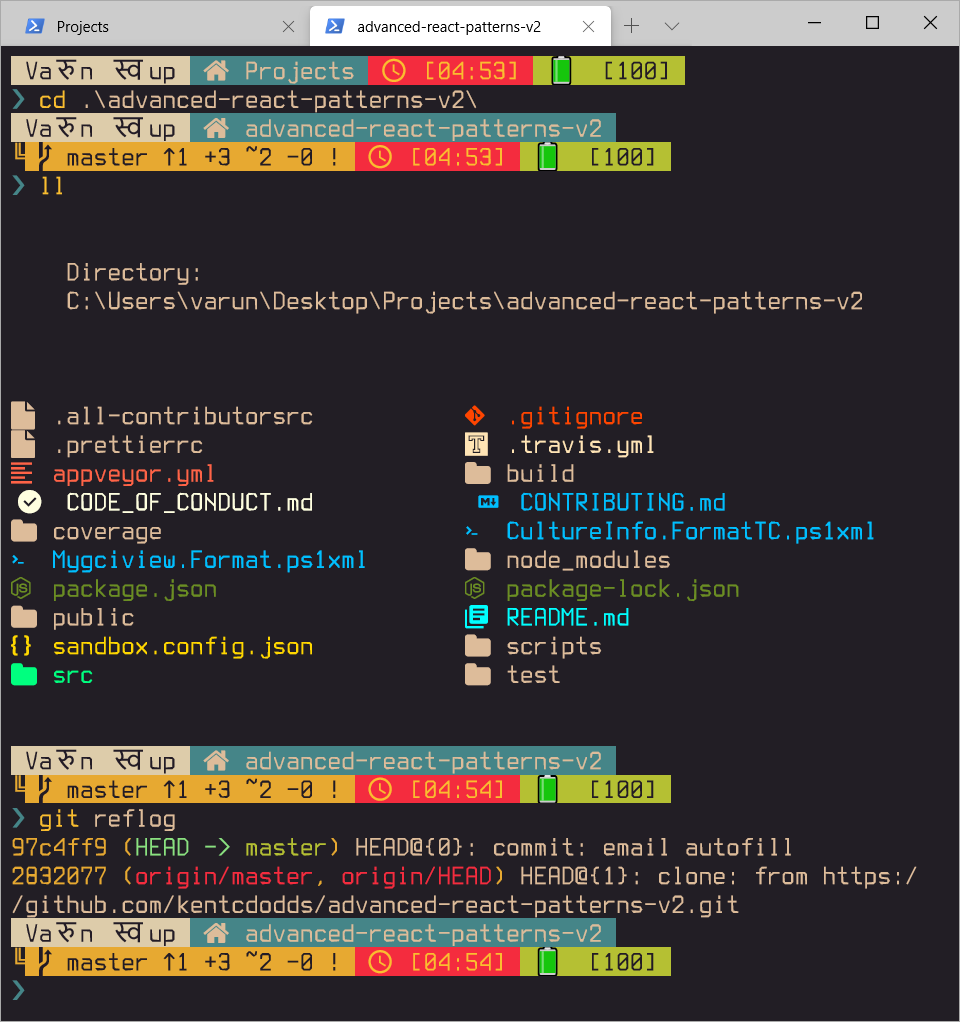 Projects
advanced-react-patterns-v2
Vaरुn स्वup Projects [04:53] [100]
❯ cd .\advanced-react-patterns-v2\
Vaरुn स्वup advanced-react-patterns-v2
master ↑1 +3 ~2 -0 ! [04:53] [100]
❯ ll
Directory:
C:\Users\varun\Desktop\Projects\advanced-react-patterns-v2
.all-contributorsrc .gitignore
.prettierrc .travis.yml
appveyor.yml build
CODE_OF_CONDUCT.md CONTRIBUTING.md
coverage CultureInfo.FormatTC.ps1xml
Mygciview.Format.ps1xml node_modules
package.json package-lock.json
public README.md
{} sandbox.config.json scripts
src test
Vaरुn स्वup advanced-react-patterns-v2
master ↑1 +3 ~2 -0 ! [04:54] [100]
❯ git reflog
97c4ff9 (HEAD -> master) HEAD@{0}: commit: email autofill
2832077 (origin/master, origin/HEAD) HEAD@{1}: clone: from https:/
/github.com/kentcdodds/advanced-react-patterns-v2.git
Vaरुn स्वup advanced-react-patterns-v2
master ↑1 +3 ~2 -0 ! [04:54] [100]
❯